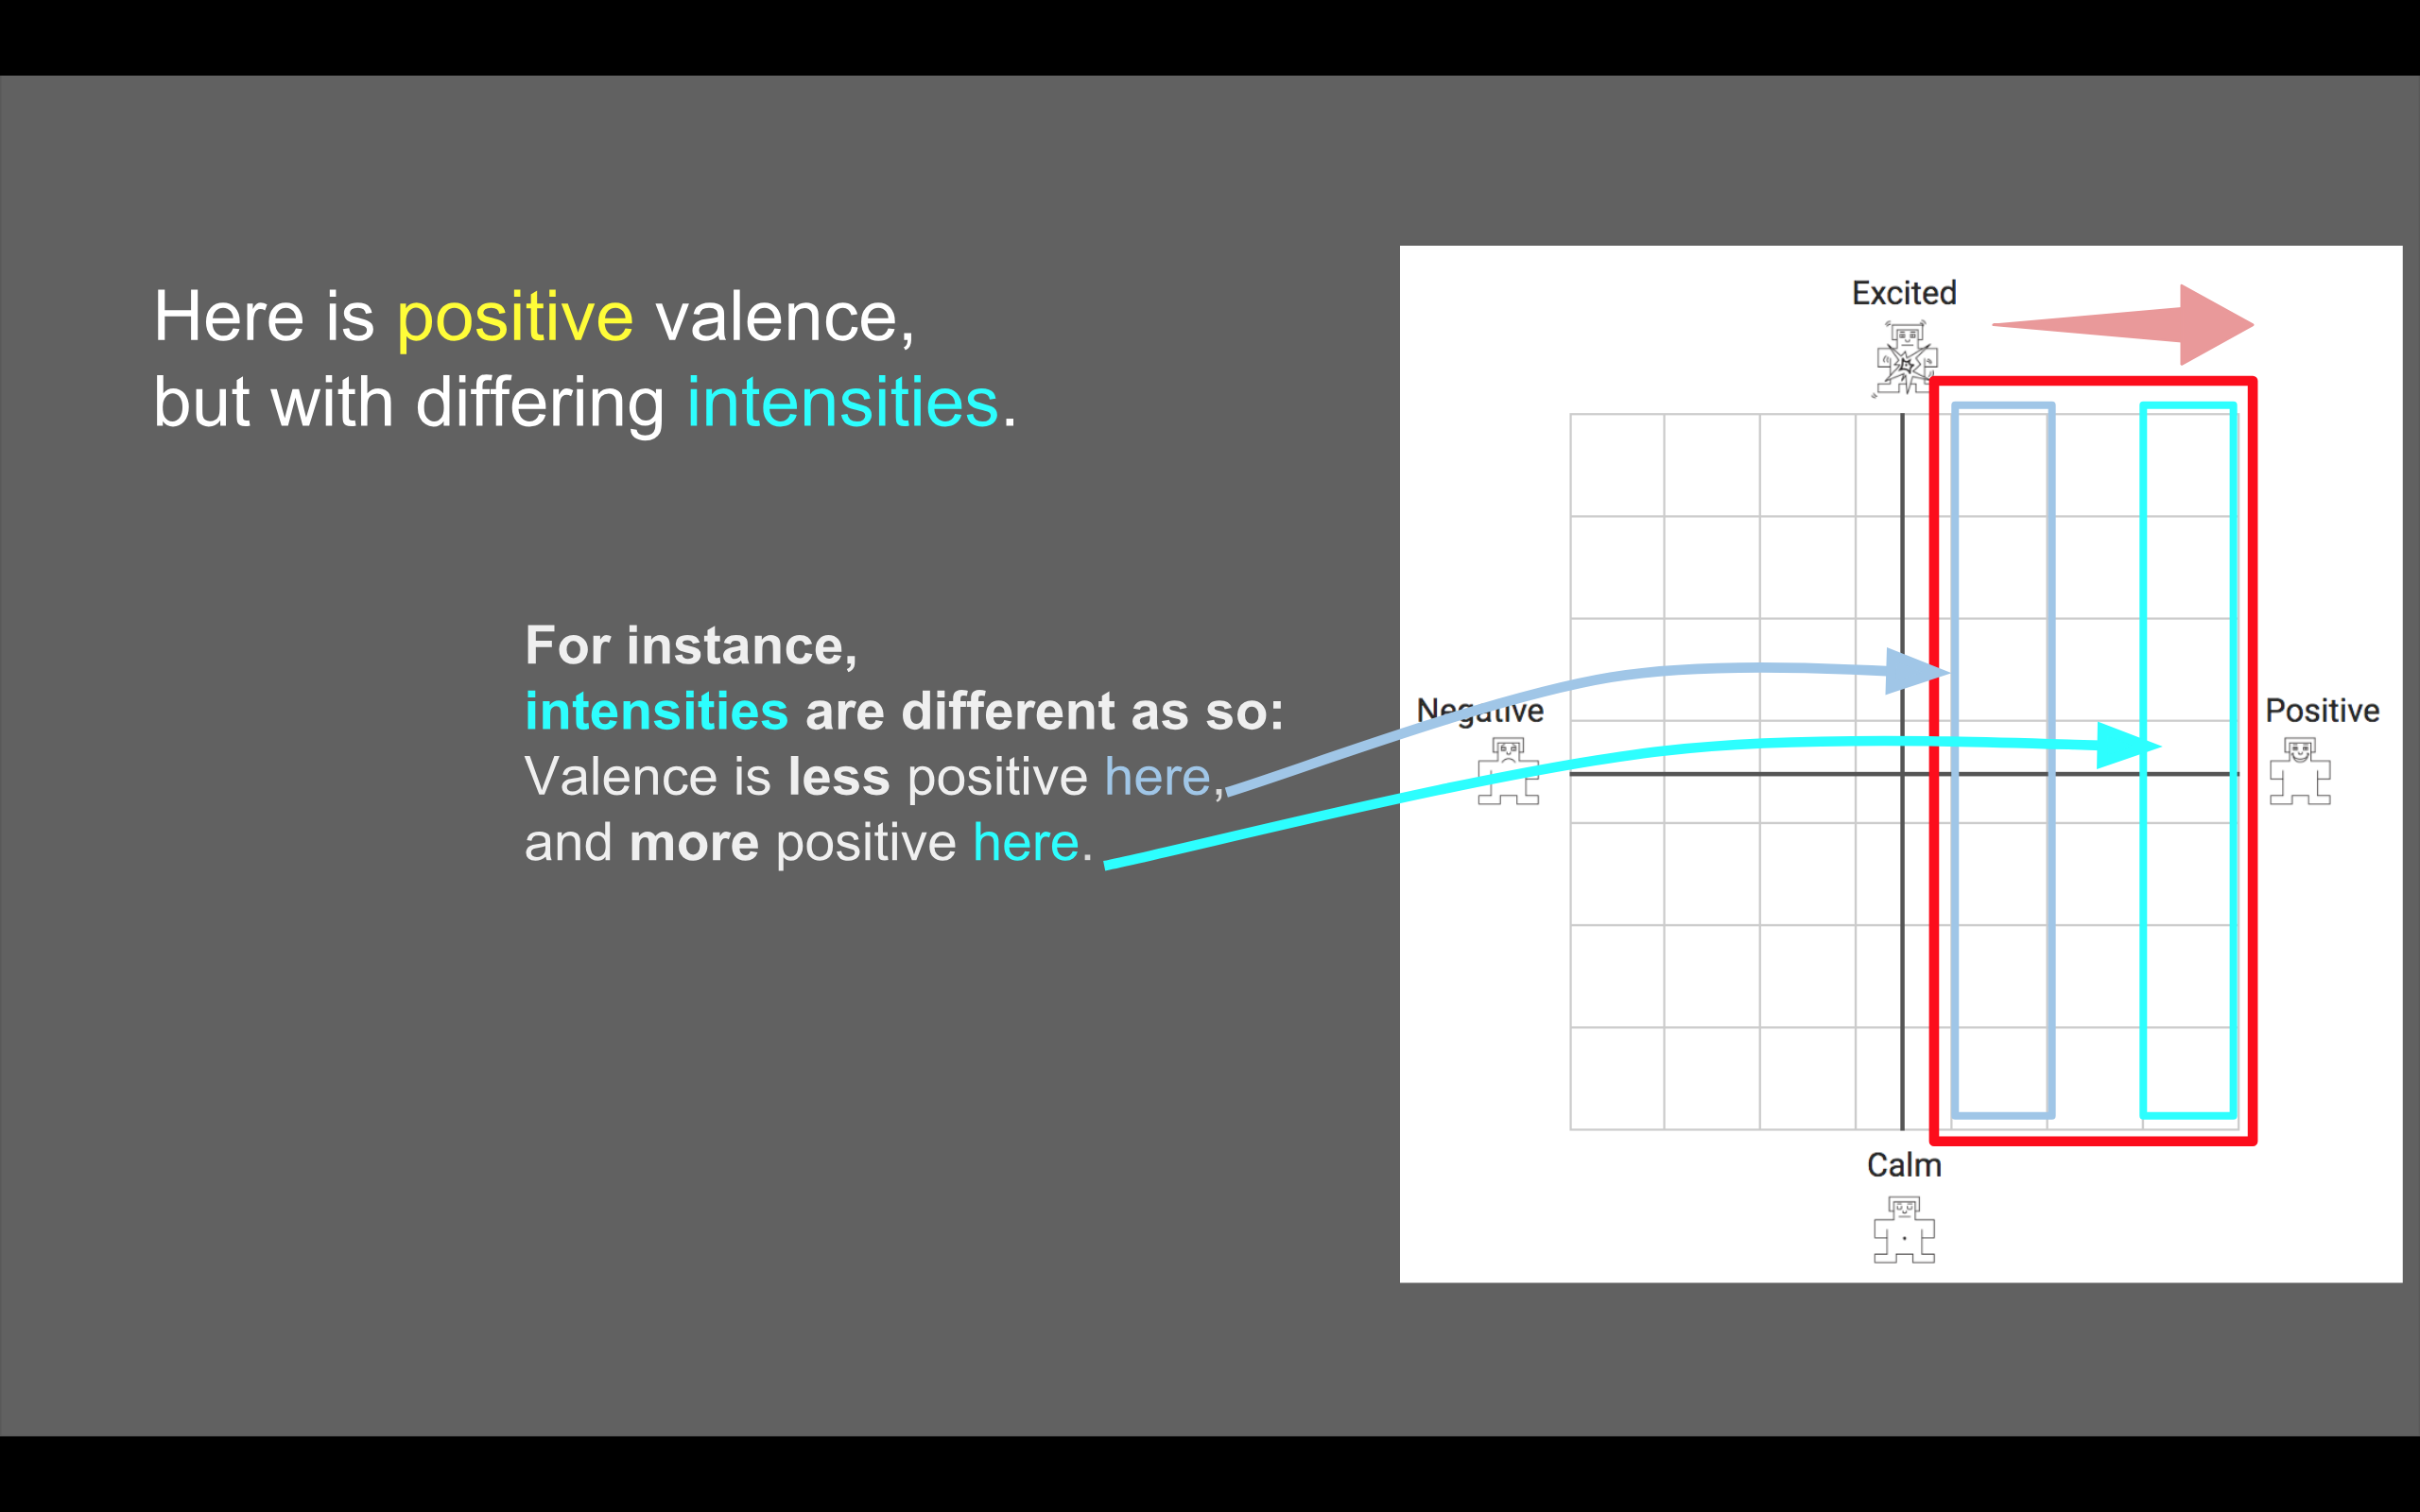 Here is positive valence,
but with differing intensities.
For instance,
intensities are different as so:
Valence is less positive here,
and more positive here.
Excited
Negative
Positive
Calm